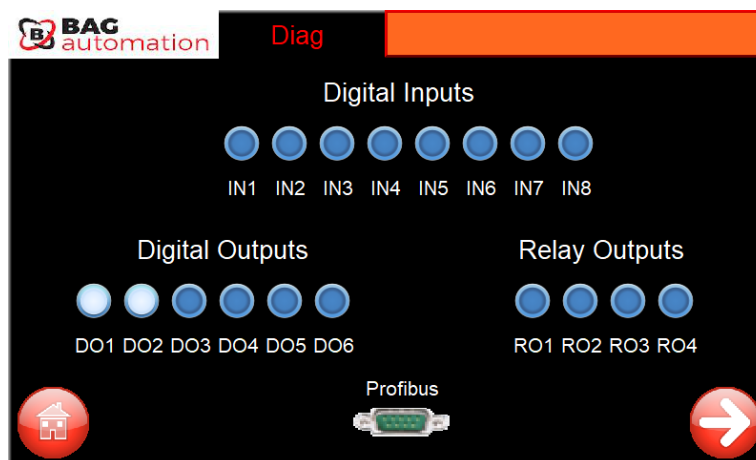 BAG
automation
Diag
Digital Inputs
IN1 IN2 IN3 IN4 IN5 IN6 IN7 IN8
Digital Outputs
DO1 DO2 DO3 DO4 DO5 DO6
Relay Outputs
RO1 RO2 RO3 RO4
Profibus